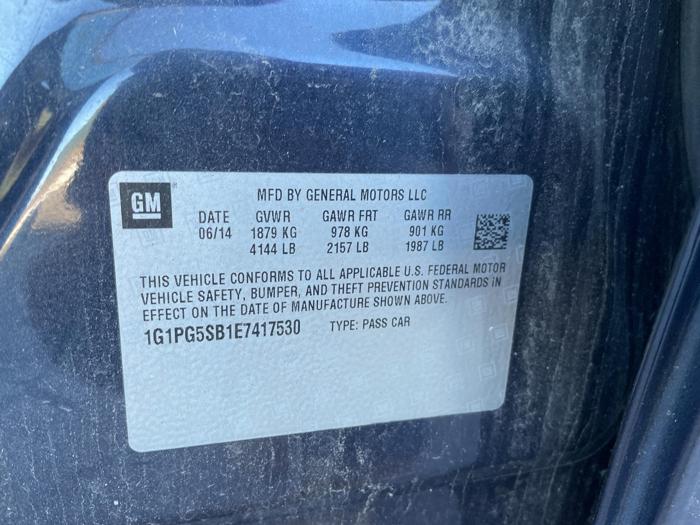 GM
MFD BY GENERAL MOTORS LLC
DATE GVWR GAWR FRT GAWR RR
06/14 1879 KG 978 KG 901 KG
4144 LB 2157 LB 1987 LB
THIS VEHICLE CONFORMS TO ALL APPLICABLE U.S. FEDERAL MOTOR
VEHICLE SAFETY, BUMPER, AND THEFT PREVENTION STANDARDS IN
EFFECT ON THE DATE OF MANUFACTURE SHOWN ABOVE.
1G1PG5SB1E7417530 TYPE: PASS CAR